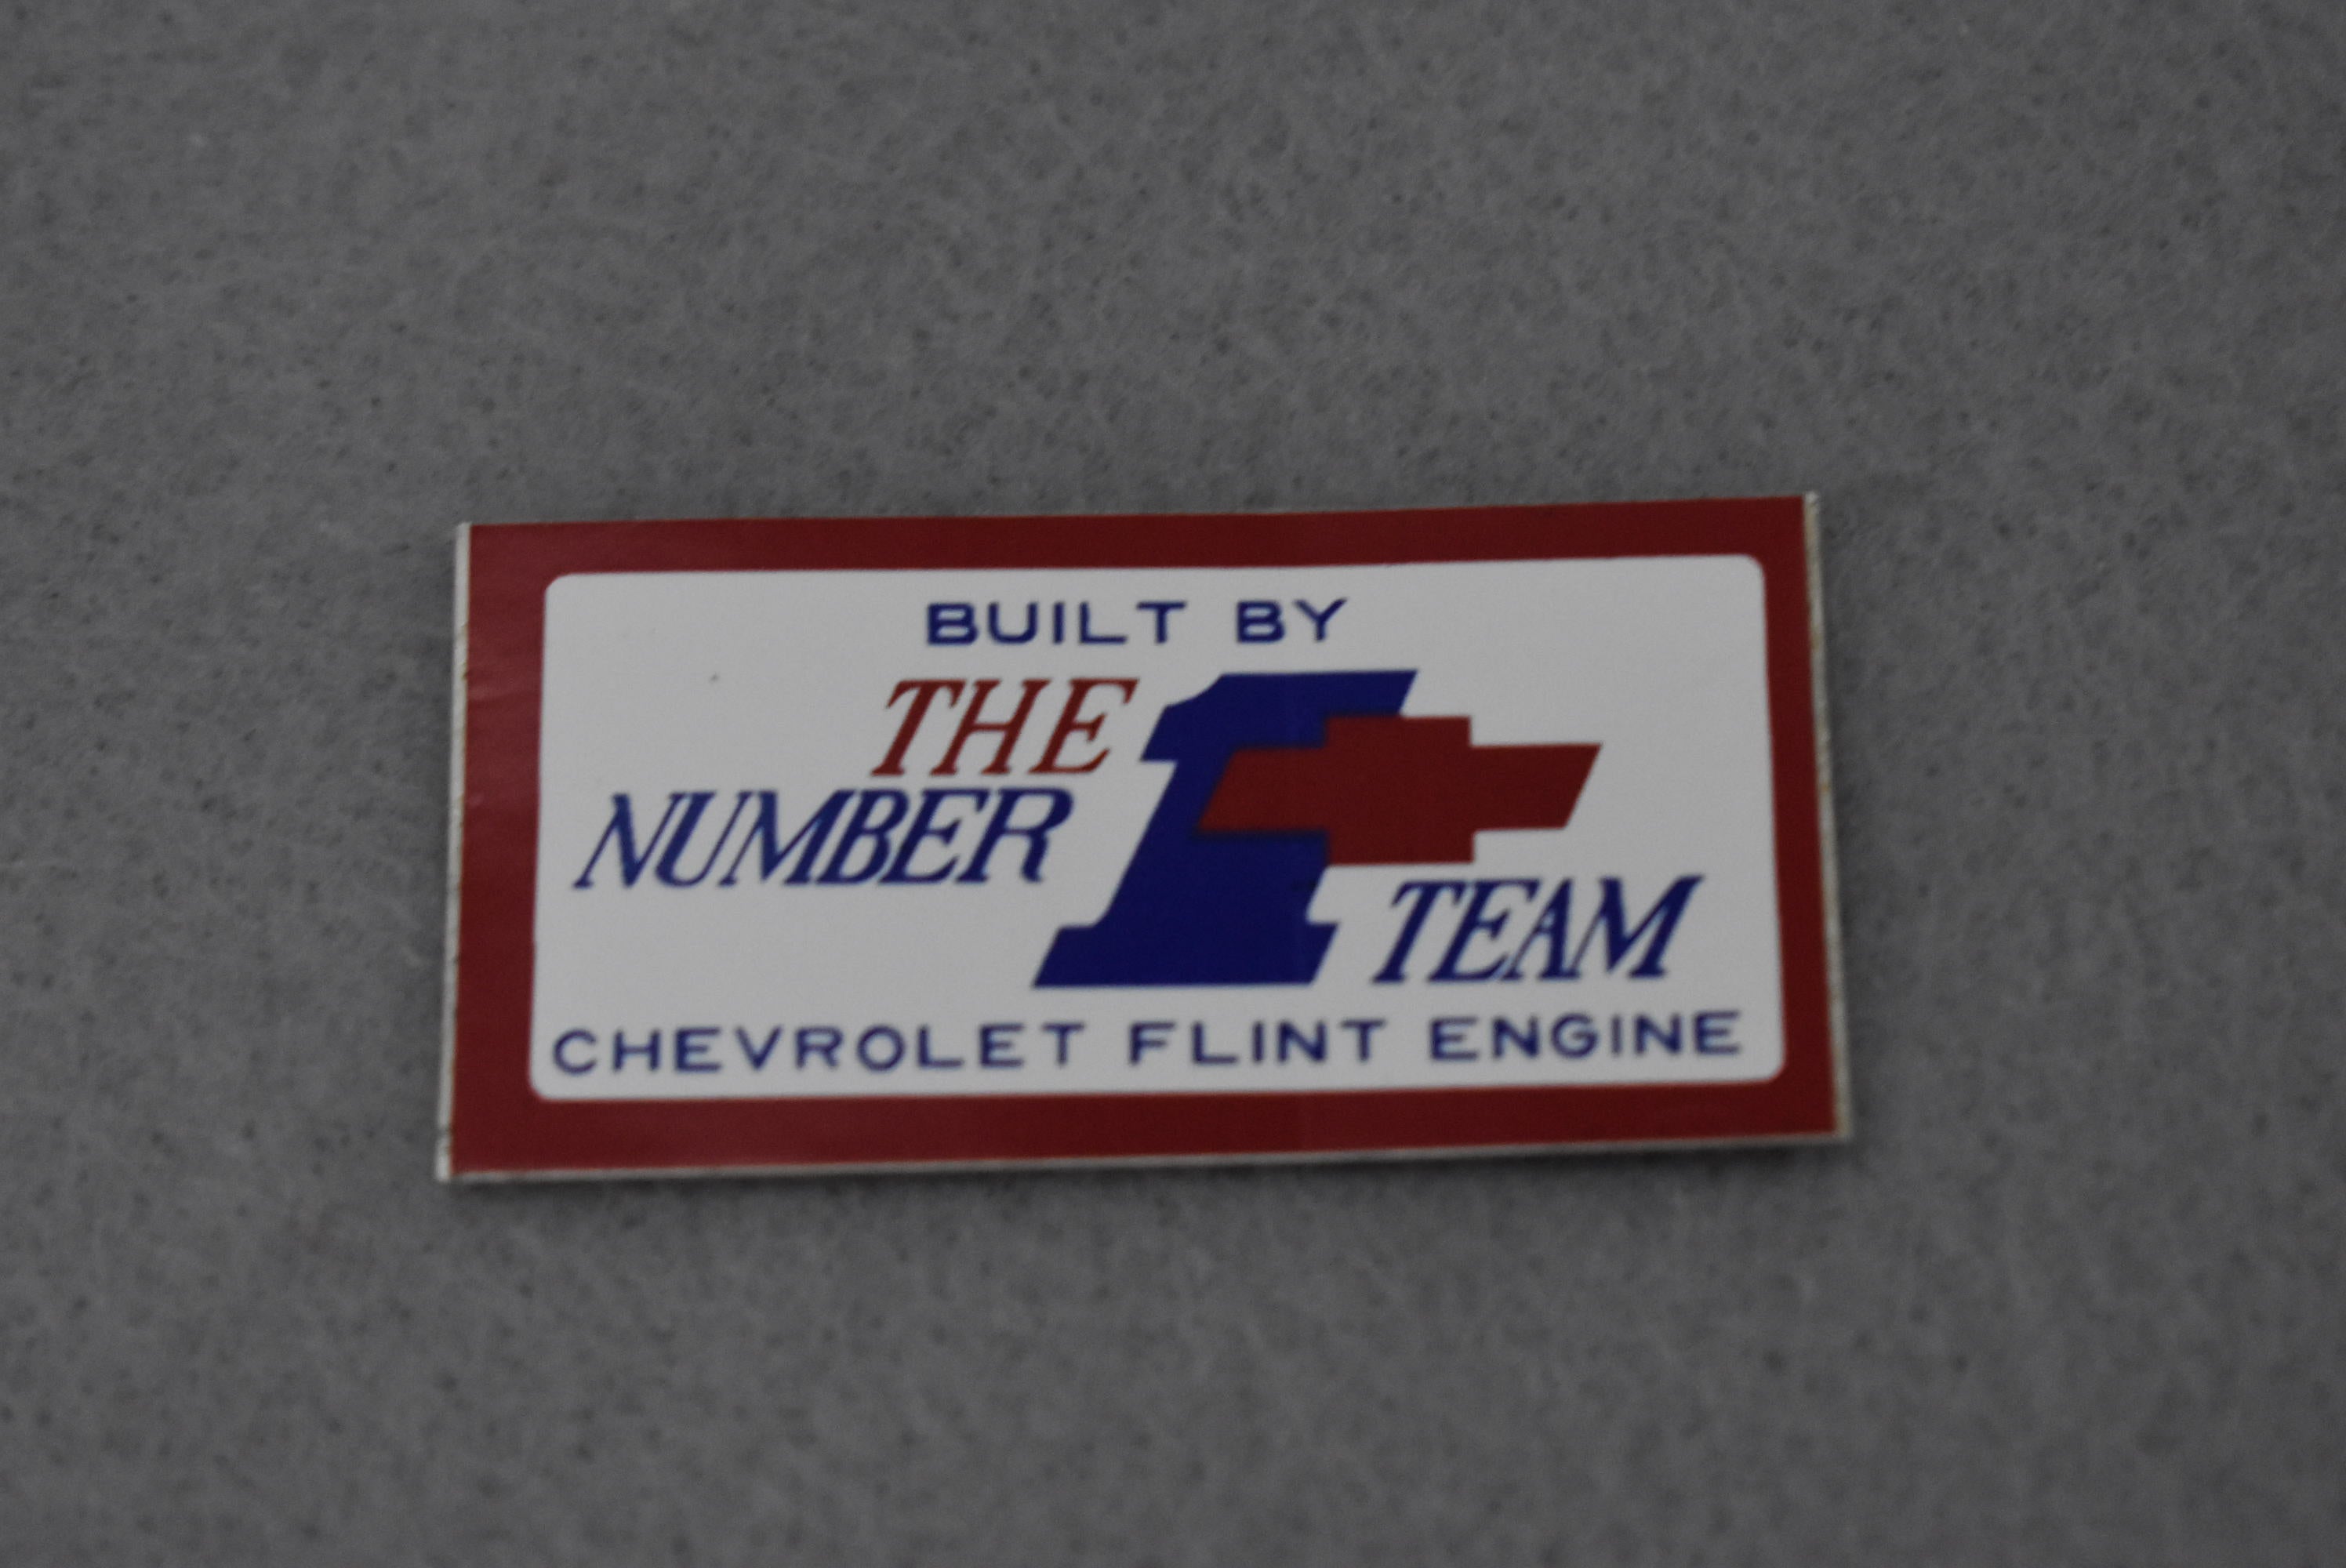 BUILT BY
THE
NUMBER 1 TEAM
CHEVROLET FLINT ENGINE